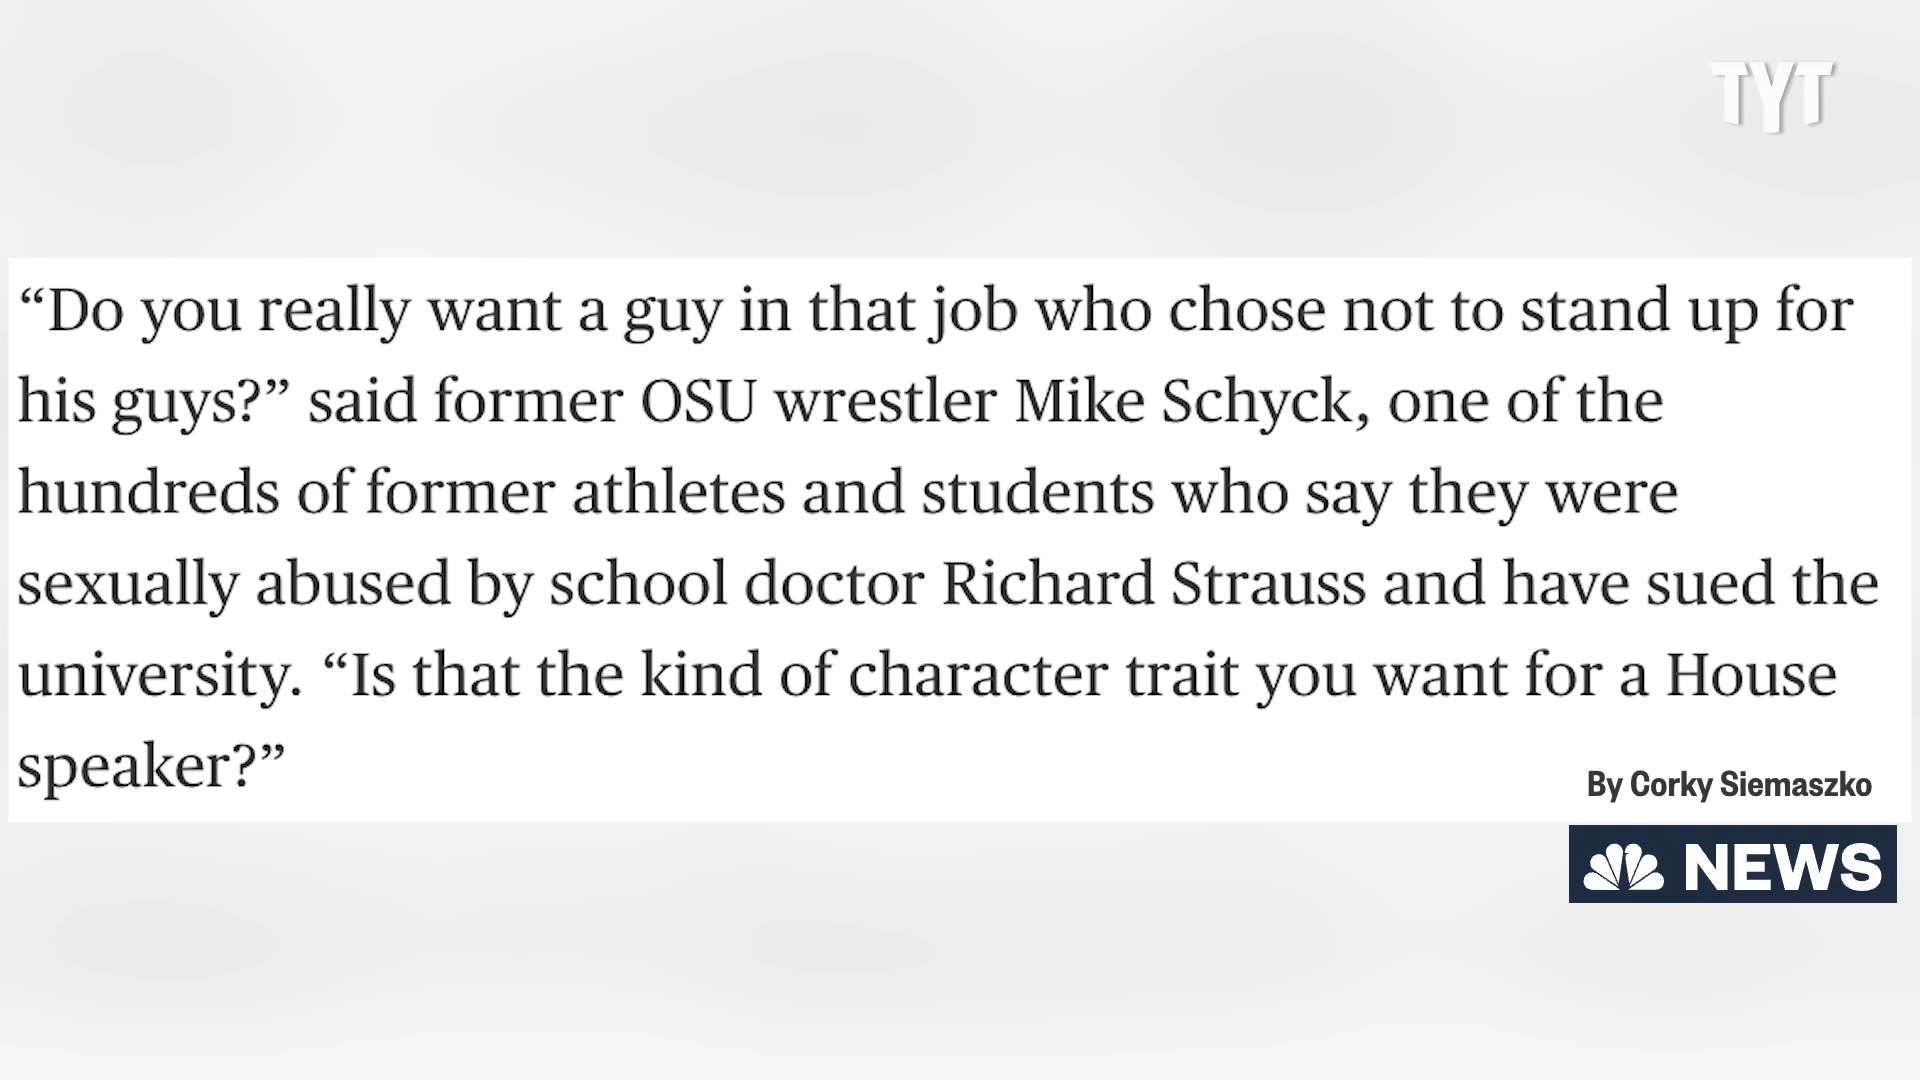 TYT
“Do you really want a guy in that job who chose not to stand up for
his guys?” said former OSU wrestler Mike Schyck, one of the
hundreds of former athletes and students who say they were
sexually abused by school doctor Richard Strauss and have sued the
university. “Is that the kind of character trait you want for a House
speaker?”
By Corky Siemaszko
NEWS